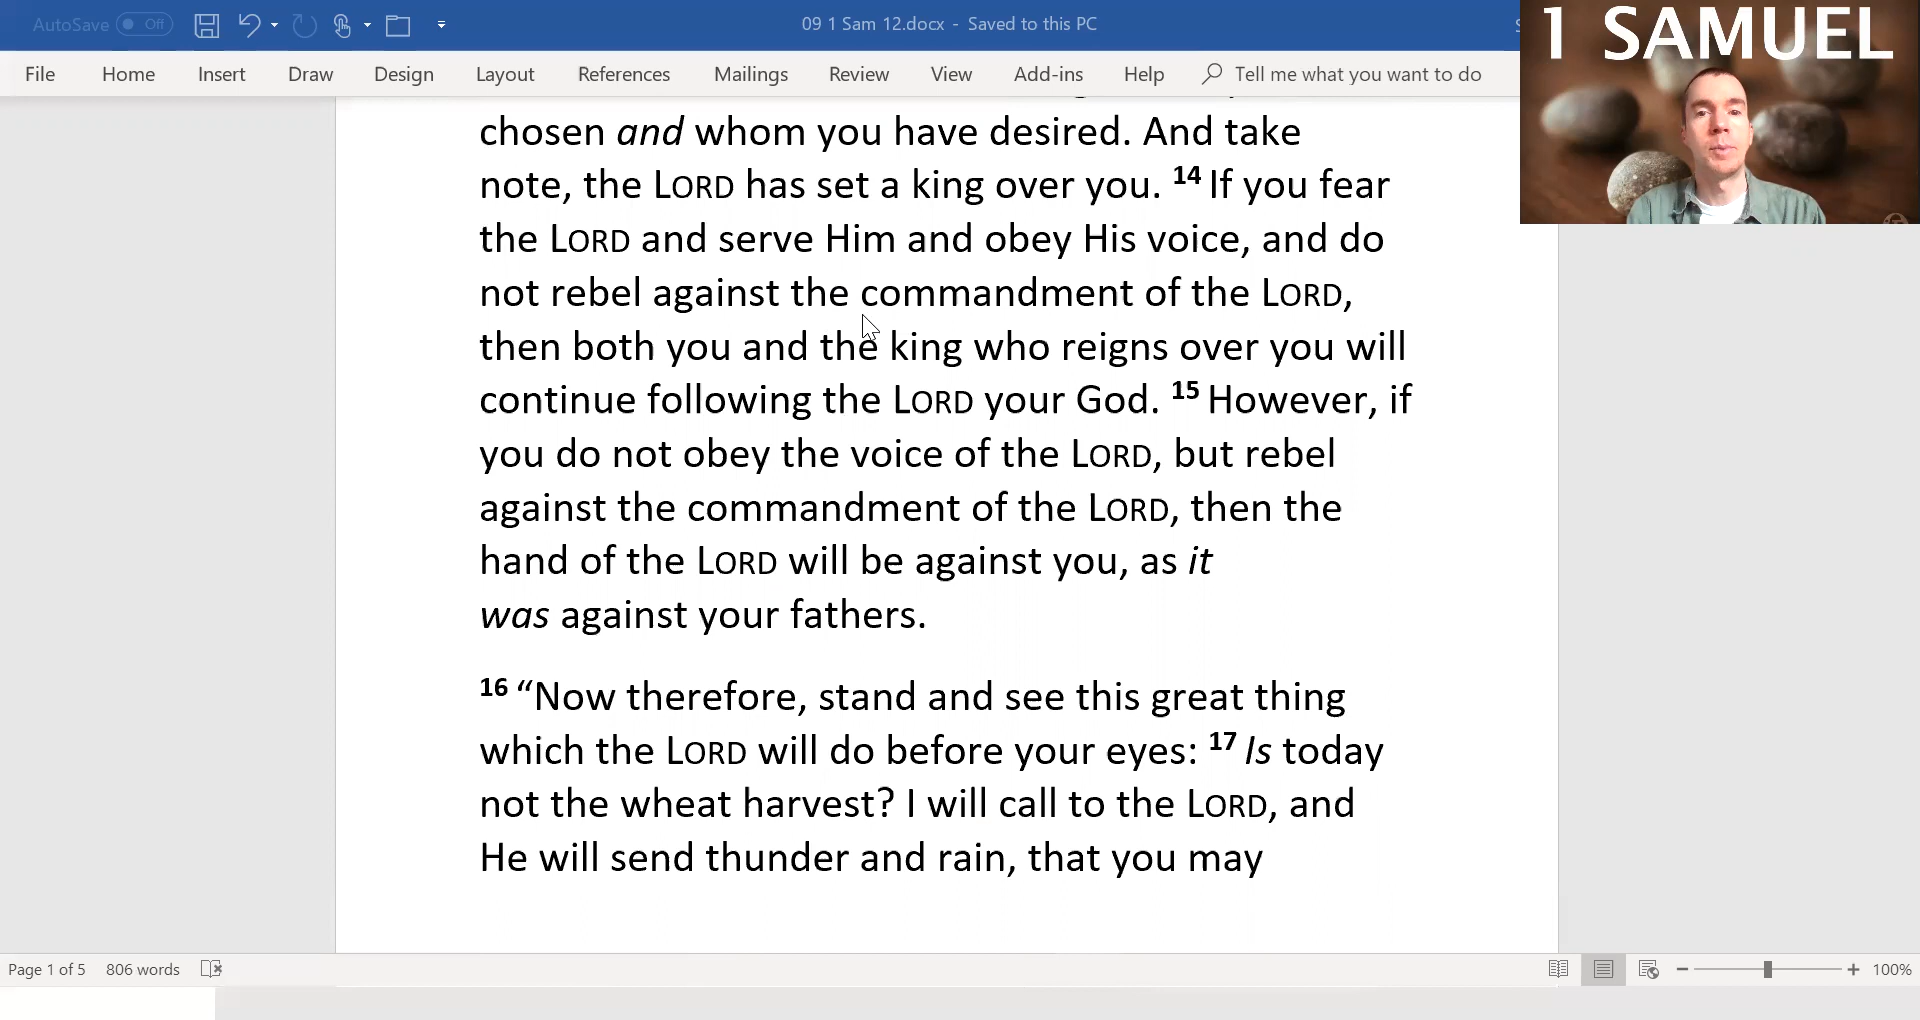 AutoSave Off 09 1 Sam 12.docx - Saved to this PC
1 SAMUEL
File Home Insert Draw Design Layout References Mailings Review View Add-ins Help Tell me what you want to do
chosen and whom you have desired. And take
note, the LORD has set a king over you. 14 If you fear
the LORD and serve Him and obey His voice, and do
not rebel against the commandment of the LORD,
then both you and the king who reigns over you will
continue following the LORD your God. 15 However, if
you do not obey the voice of the LORD, but rebel
against the commandment of the LORD, then the
hand of the LORD will be against you, as it
was against your fathers.
16 “Now therefore, stand and see this great thing
which the LORD will do before your eyes: 17 Is today
not the wheat harvest? I will call to the LORD, and
He will send thunder and rain, that you may
Page 1 of 5 806 words 100%